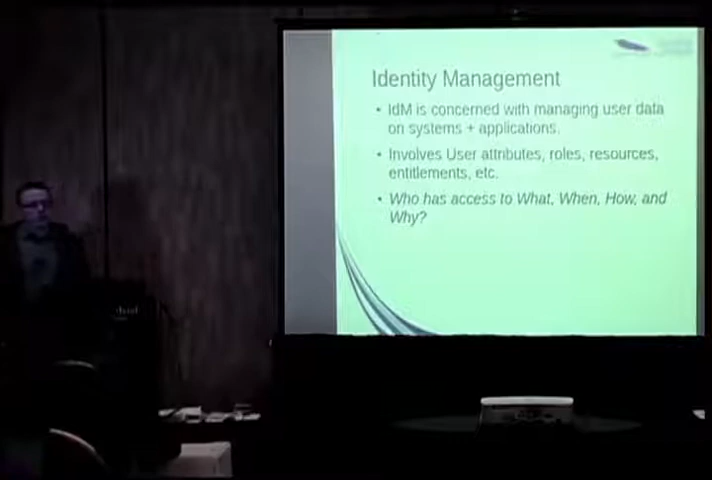 Identity Management
• IdM is concerned with managing user data
on systems + applications.
• Involves User attributes, roles, resources,
entitlements, etc.
• Who has access to What, When, How, and
Why?